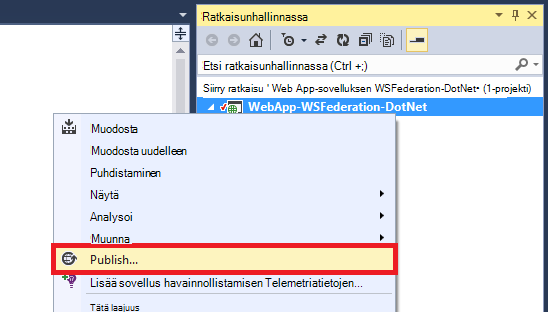 Ratkaisunhallinnassa
Etsi ratkaisunhallinnassa (Ctrl +;)
Siirry ratkaisu ' Web App-sovelluksen WSFederation-DotNet• (1-projekti)
WebApp-WSFederation-DotNet
Muodosta
Muodosta uudelleen
Puhdistaminen
Näytä
Analysoi
Muunna
Publish...
Lisää sovellus havainnollistamisen Telemetriatietojen...
Tätä laajuus